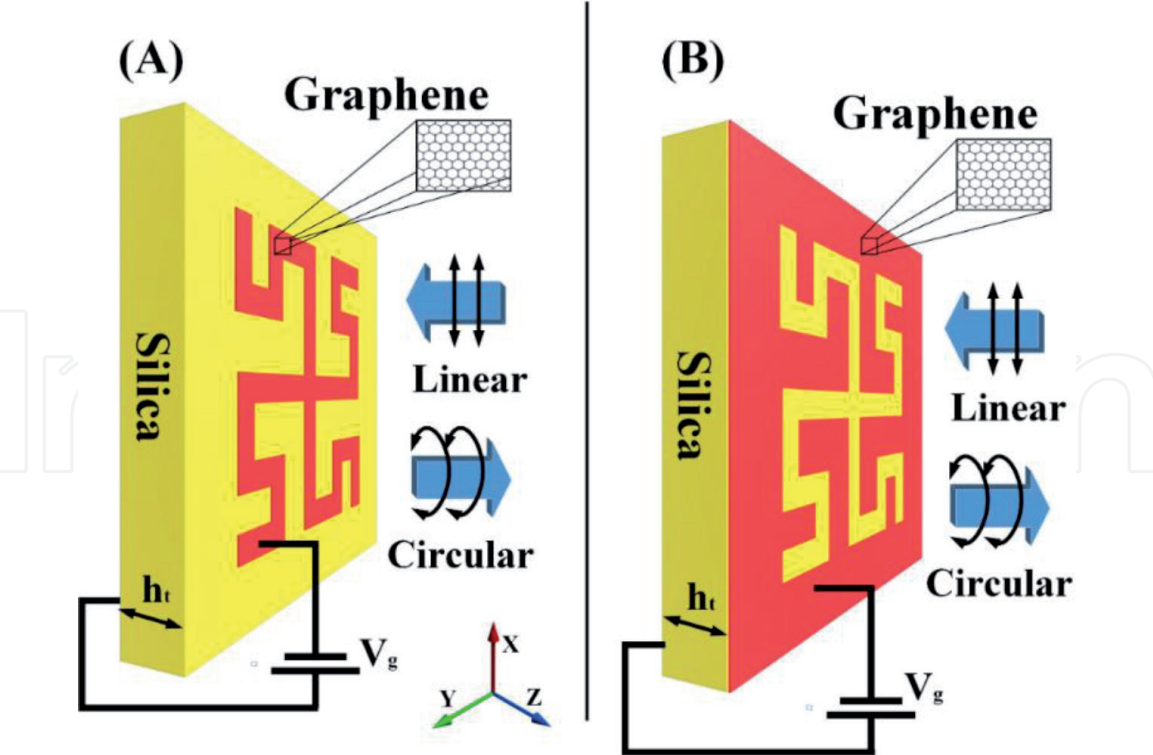 (A)
Graphene
Silica
Linear
Circular
ht
Vg
X
Y
Z
(B)
Graphene
Silica
Linear
Circular
ht
Vg